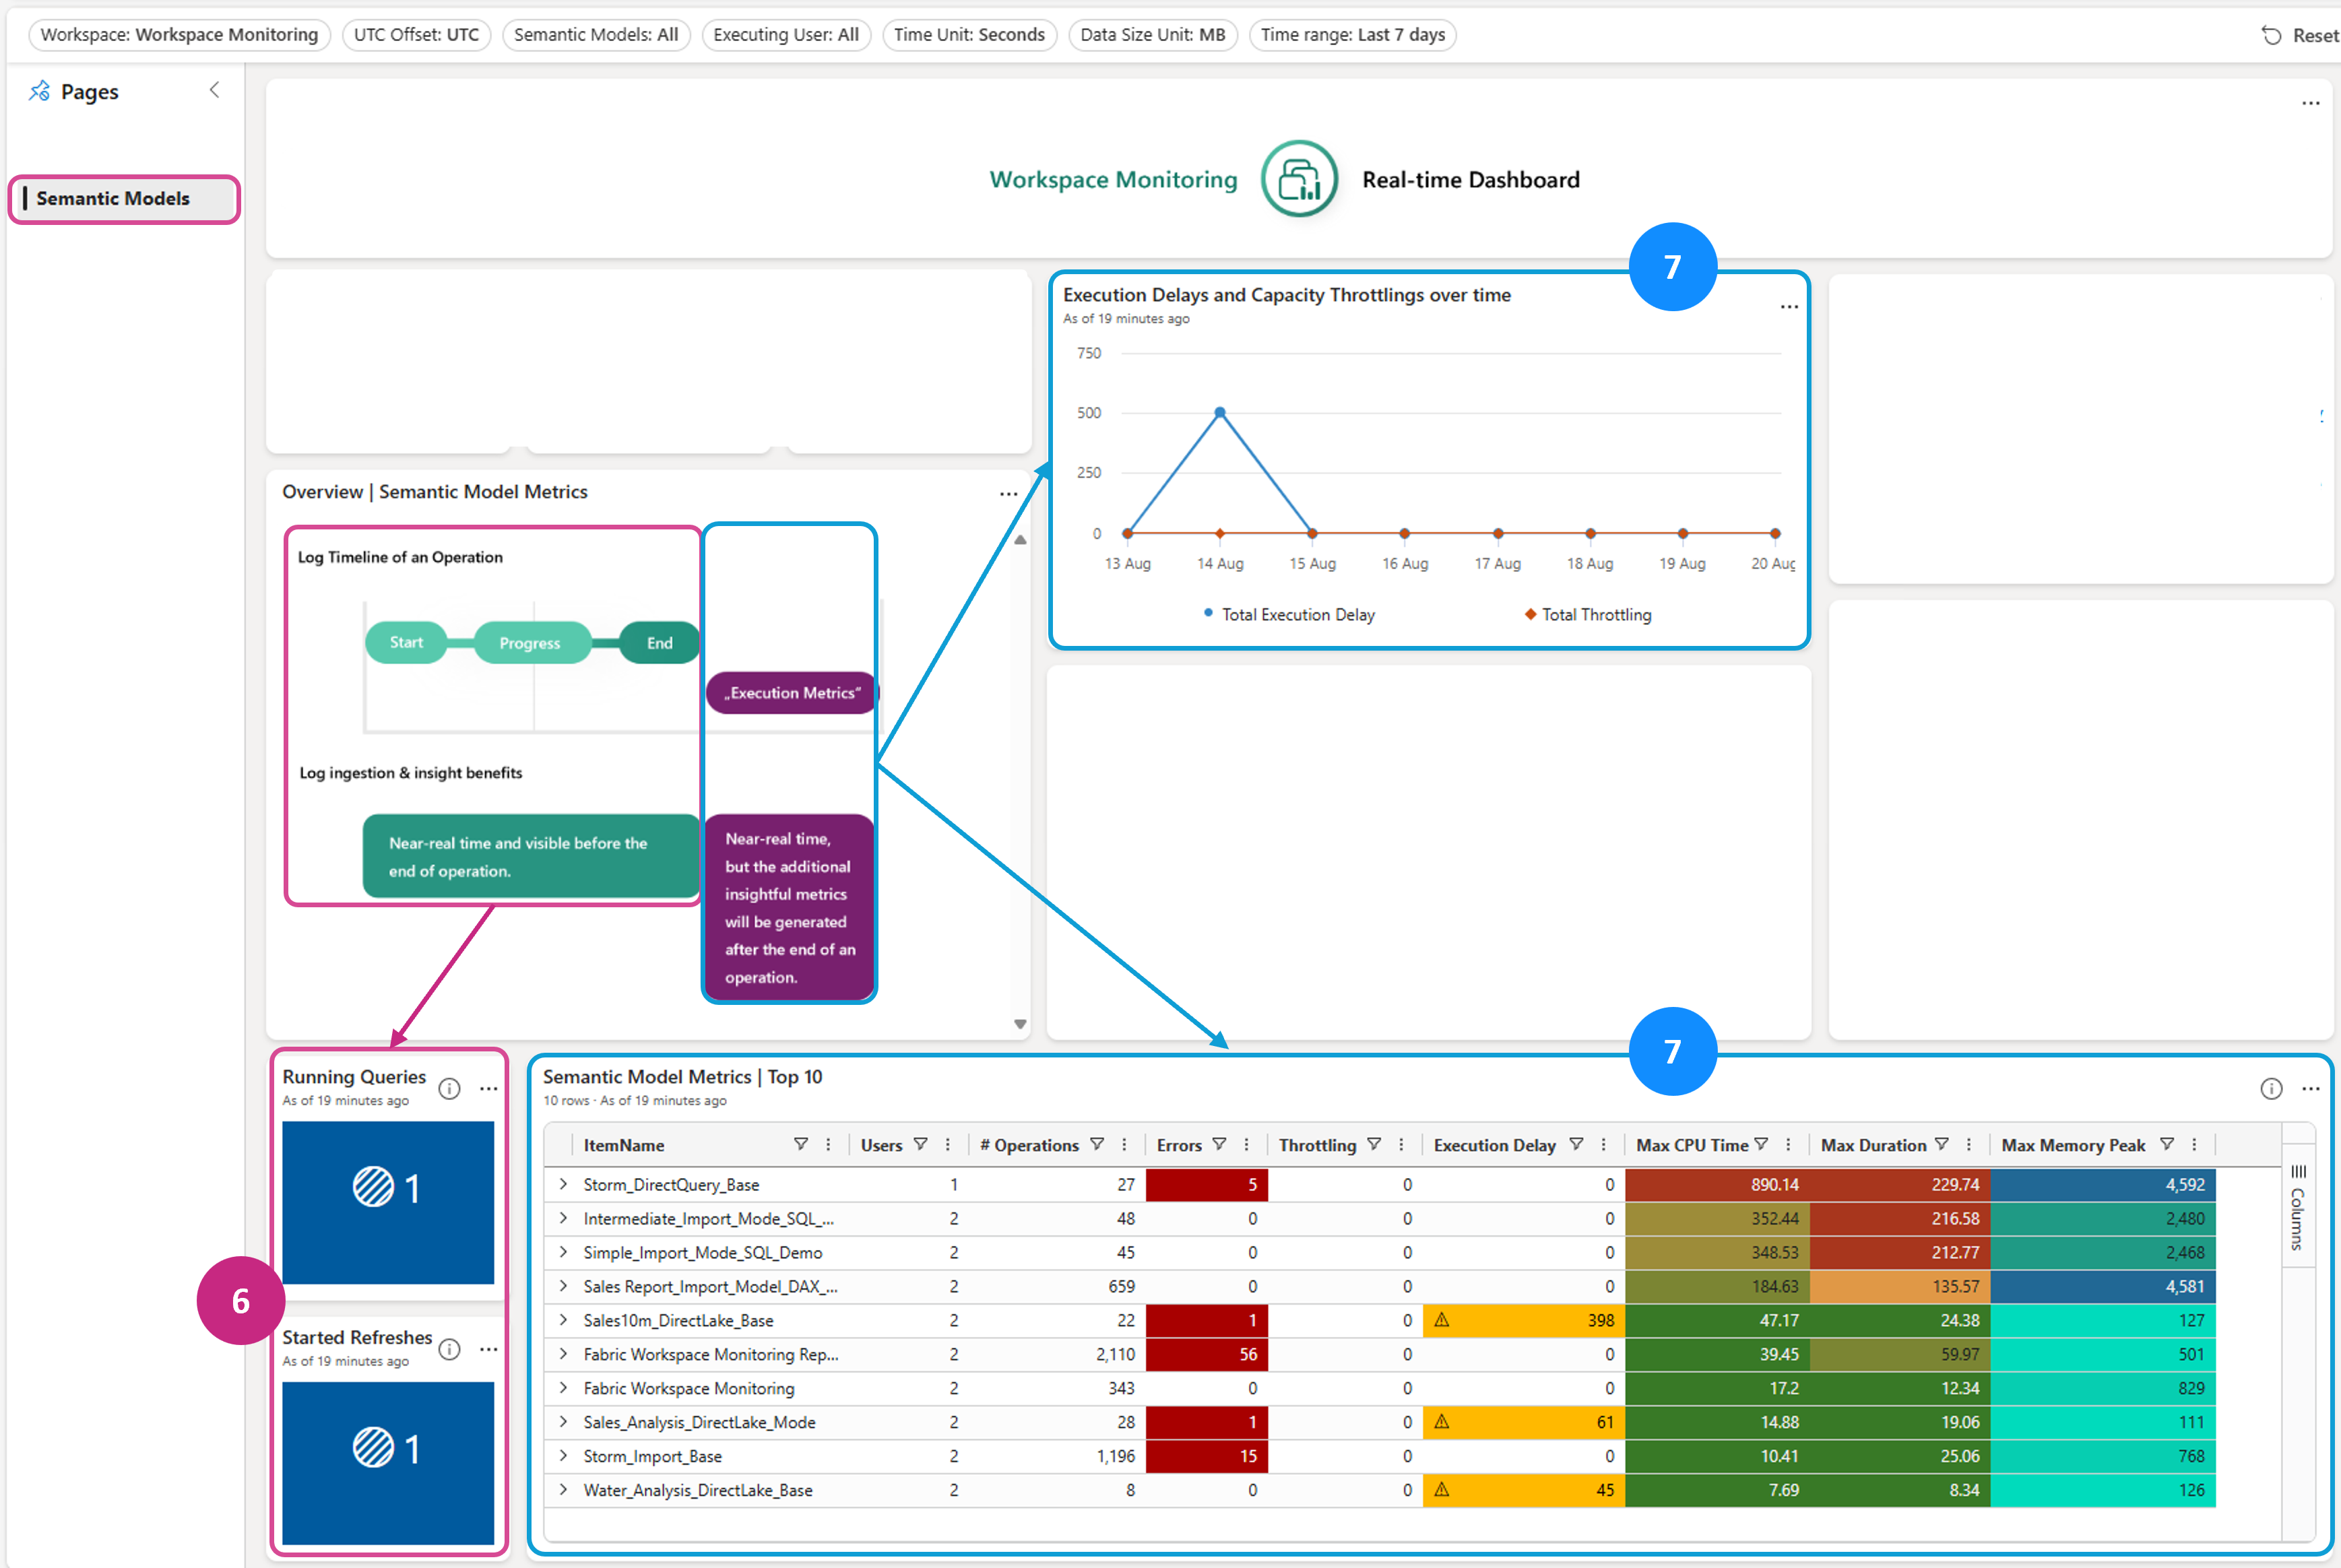 Workspace: Workspace Monitoring
UTC Offset: UTC
Semantic Models: All
Executing User: All
Time Unit: Seconds
Data Size Unit: MB
Time range: Last 7 days
Reset
Pages
Semantic Models
Workspace Monitoring
Real-time Dashboard
7
Execution Delays and Capacity Throttlings over time
As of 19 minutes ago
750
500
250
0
13 Aug 14 Aug 15 Aug 16 Aug 17 Aug 18 Aug 19 Aug 20 Aug
Total Execution Delay Total Throttling
Overview | Semantic Model Metrics
Log Timeline of an Operation
Start Progress End
„Execution Metrics“
Log ingestion & insight benefits
Near-real time and visible before the
end of operation.
Near-real time,
but the additional
insightful metrics
will be generated
after the end of an
operation.
6
Running Queries
As of 19 minutes ago
1
Started Refreshes
As of 19 minutes ago
1
7
Semantic Model Metrics | Top 10
10 rows · As of 19 minutes ago
ItemName Users # Operations Errors Throttling Execution Delay Max CPU Time Max Duration Max Memory Peak
Storm_DirectQuery_Base 1 27 5 0 0 890.14 229.74 4,592
Intermediate_Import_Mode_SQL_... 2 48 0 0 0 352.44 216.58 2,480
Simple_Import_Mode_SQL_Demo 2 45 0 0 0 348.53 212.77 2,468
Sales Report_Import_Model_DAX_... 2 659 0 0 0 184.63 135.57 4,581
Sales10m_DirectLake_Base 2 22 1 0 398 47.17 24.38 127
Fabric Workspace Monitoring Rep... 2 2,110 56 0 0 39.45 59.97 501
Fabric Workspace Monitoring 2 343 0 0 0 17.2 12.34 829
Sales_Analysis_DirectLake_Mode 2 28 1 0 61 14.88 19.06 111
Storm_Import_Base 2 1,196 15 0 0 10.41 25.06 768
Water_Analysis_DirectLake_Base 2 8 0 0 45 7.69 8.34 126
Columns